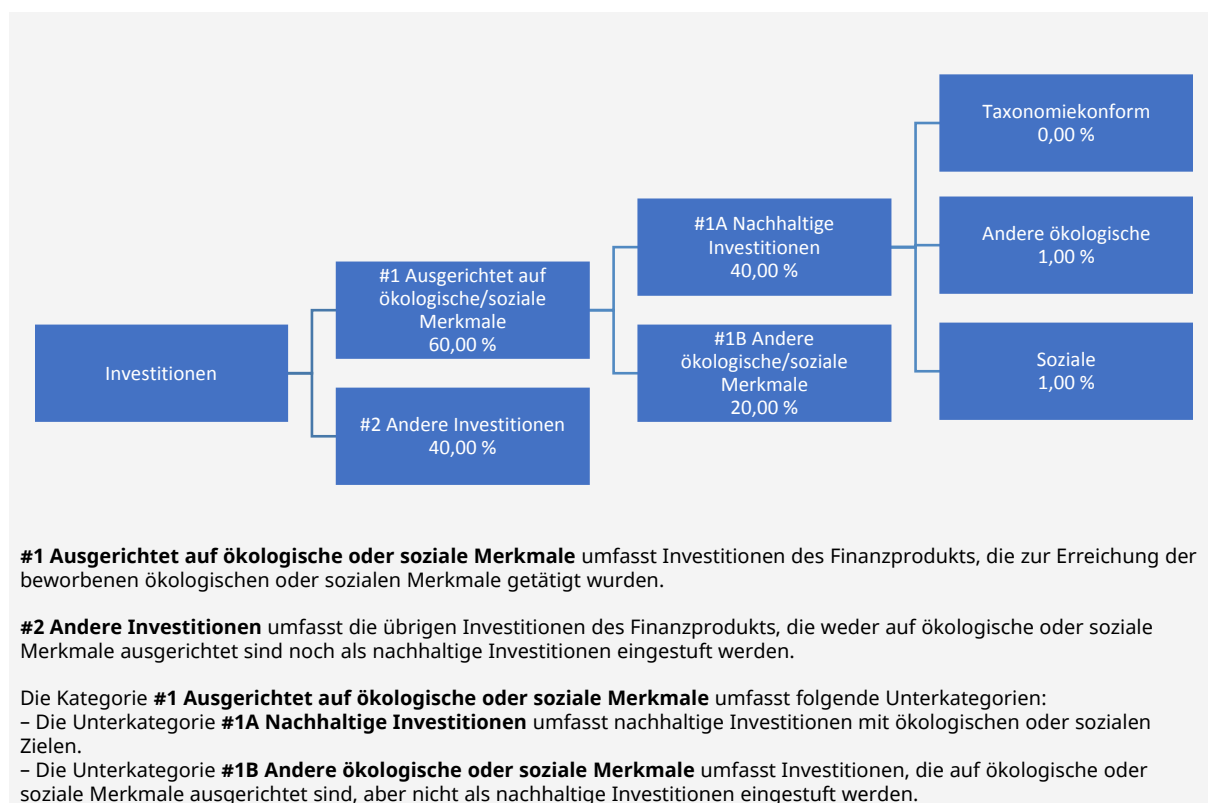 Taxonomiekonform
0,00 %
#1A Nachhaltige
Investitionen
40,00 %
Andere ökologische
1,00 %
#1 Ausgerichtet auf
ökologische/soziale
Merkmale
60,00 %
#1B Andere
ökologische/soziale
Merkmale
20,00 %
Soziale
1,00 %
Investitionen
#2 Andere Investitionen
40,00 %
#1 Ausgerichtet auf ökologische oder soziale Merkmale umfasst Investitionen des Finanzprodukts, die zur Erreichung der
beworbenen ökologischen oder sozialen Merkmale getätigt wurden.
#2 Andere Investitionen umfasst die übrigen Investitionen des Finanzprodukts, die weder auf ökologische oder soziale
Merkmale ausgerichtet sind noch als nachhaltige Investitionen eingestuft werden.
Die Kategorie #1 Ausgerichtet auf ökologische oder soziale Merkmale umfasst folgende Unterkategorien:
– Die Unterkategorie #1A Nachhaltige Investitionen umfasst nachhaltige Investitionen mit ökologischen oder sozialen
Zielen.
– Die Unterkategorie #1B Andere ökologische oder soziale Merkmale umfasst Investitionen, die auf ökologische oder
soziale Merkmale ausgerichtet sind, aber nicht als nachhaltige Investitionen eingestuft werden.